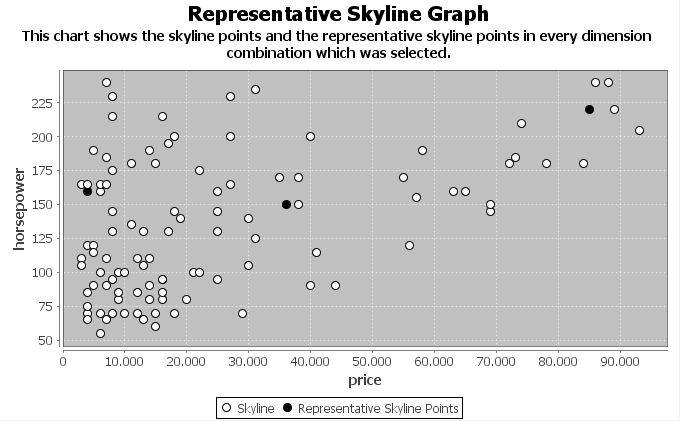 Representative Skyline Graph
This chart shows the skyline points and the representative skyline points in every dimension
combination which was selected.
225
200
175
150
125
100
75
50
horsepower
0 10.000 20.000 30.000 40.000 50.000 60.000 70.000 80.000 90.000
price
Skyline Representative Skyline Points